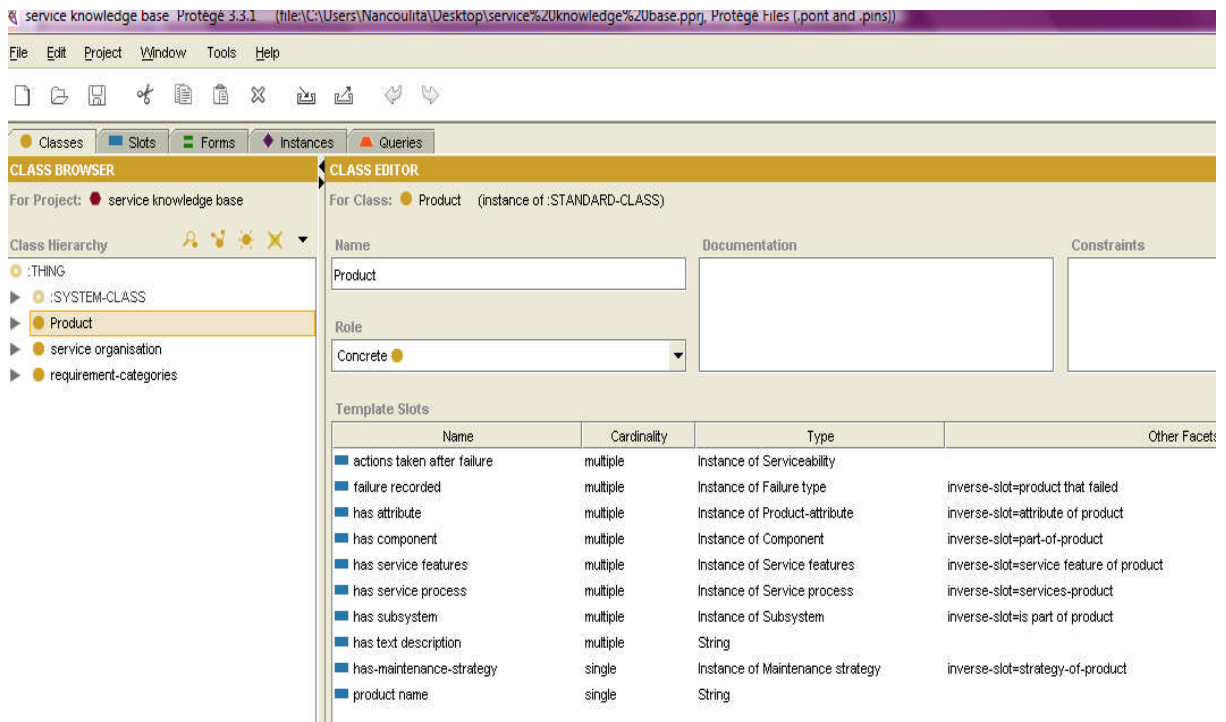 service knowledge base Protégé 3.3.1 (file:\C:\Users\Nancoulita\Desktop\service%20knowledge%20base.pprj, Protégé Files (.pont and .pins))
File Edit Project Window Tools Help
Classes Slots Forms Instances Queries
CLASS BROWSER
For Project: service knowledge base
Class Hierarchy
:THING
:SYSTEM-CLASS
Product
service organisation
requirement-categories
CLASS EDITOR
For Class: Product (instance of :STANDARD-CLASS)
Name Documentation Constraints
Product
Role
Concrete
Template Slots
Name Cardinality Type Other Facets
actions taken after failure multiple Instance of Serviceability
failure recorded multiple Instance of Failure type inverse-slot=product that failed
has attribute multiple Instance of Product-attribute inverse-slot=attribute of product
has component multiple Instance of Component inverse-slot=part-of-product
has service features multiple Instance of Service features inverse-slot=service feature of product
has service process multiple Instance of Service process inverse-slot=services-product
has subsystem multiple Instance of Subsystem inverse-slot=is part of product
has text description multiple String
has-maintenance-strategy single Instance of Maintenance strategy inverse-slot=strategy-of-product
product name single String